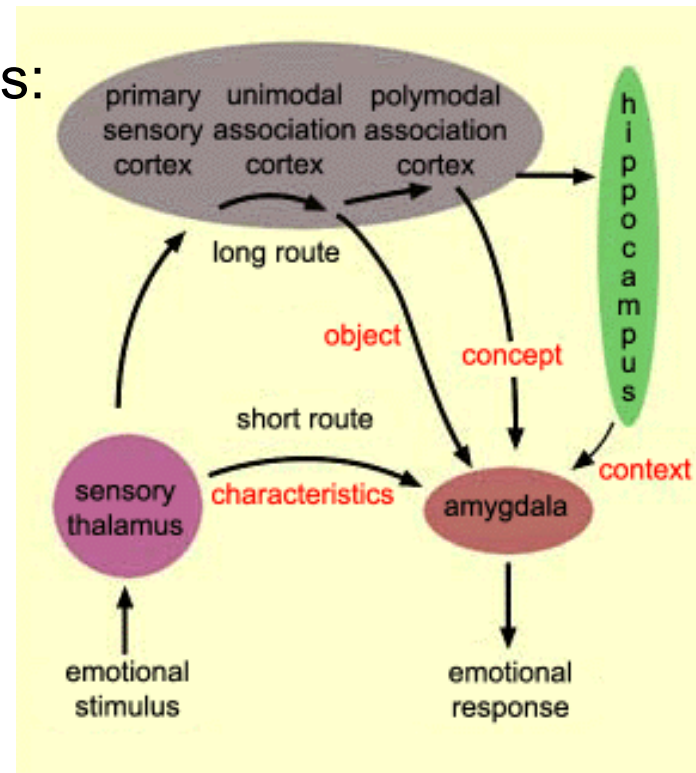 s:
primary unimodal polymodal
sensory association association
cortex cortex cortex
long route
object
concept
short route
characteristics
context
sensory
thalamus
amygdala
emotional
stimulus
emotional
response
hippocampus